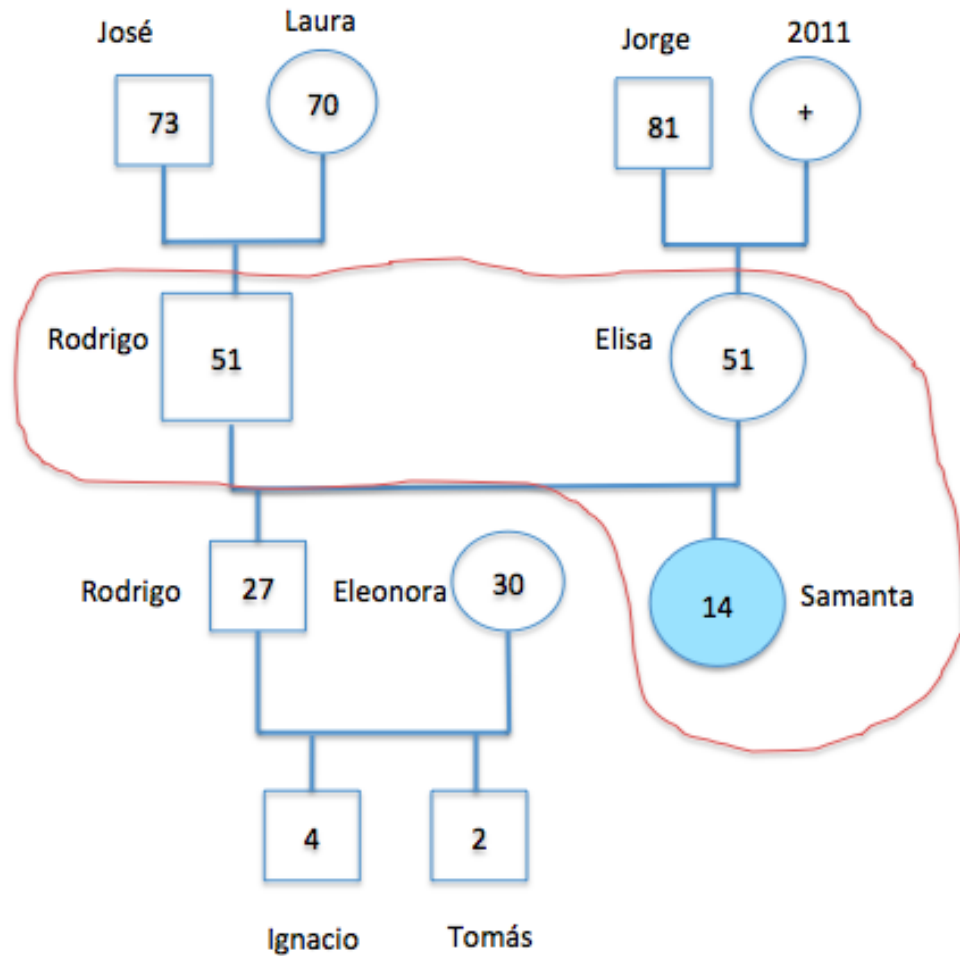 José
Laura
Jorge
2011
73
70
81
+
Rodrigo
51
Elisa
51
Rodrigo
27
Eleonora
30
14
Samanta
4
2
Ignacio
Tomás